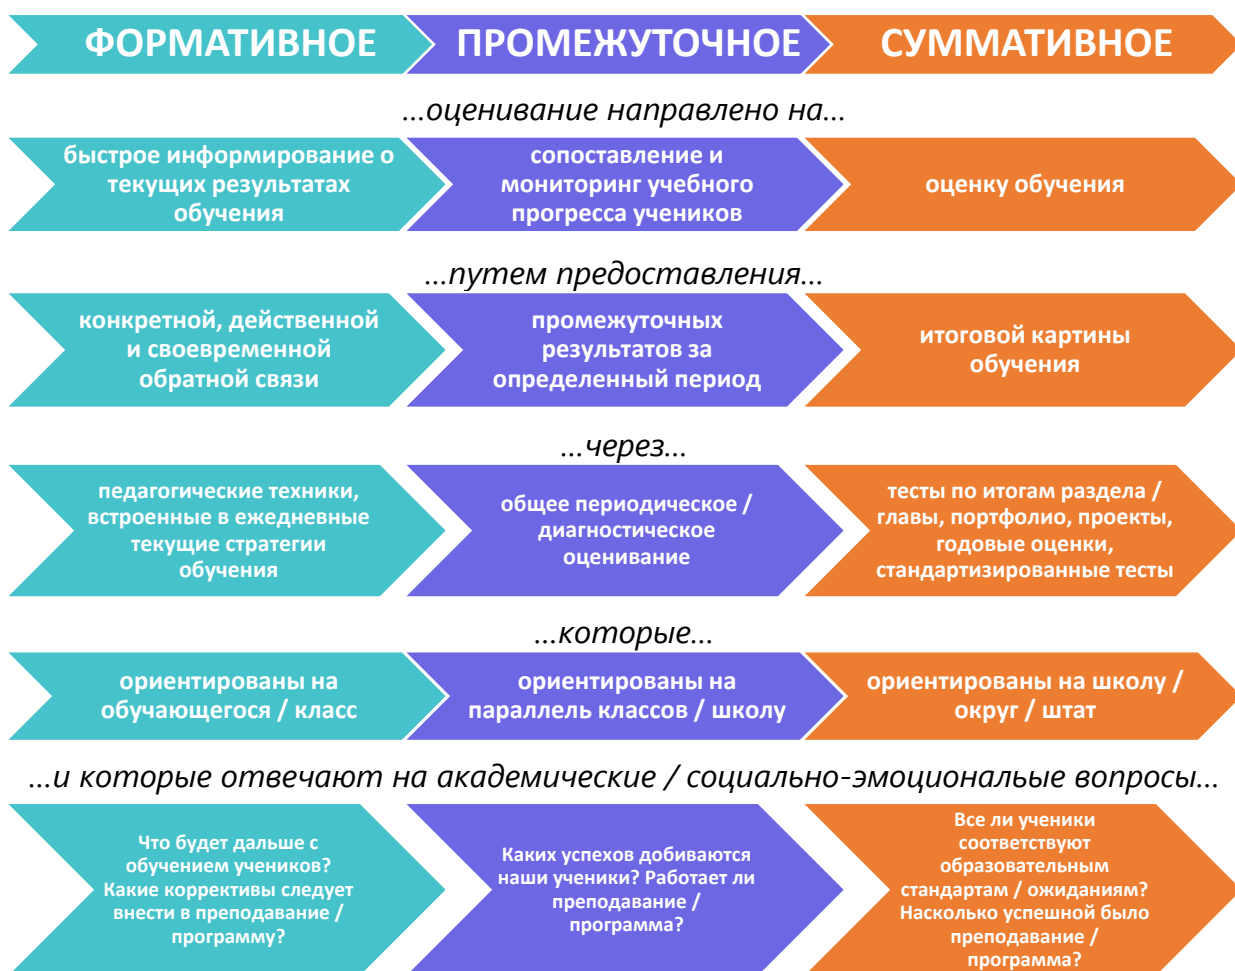 ФОРМАТИВНОЕ
ПРОМЕЖУТОЧНОЕ
СУММАТИВНОЕ
...оценивание направлено на...
быстрое информирование о
текущих результатах
обучения
сопоставление и
мониторинг учебного
прогресса учеников
оценку обучения
...путем предоставления...
конкретной, действенной
и своевременной
обратной связи
промежуточных
результатов за
определенный период
итоговой картины
обучения
...через...
педагогические техники,
встроенные в ежедневные
текущие стратегии
обучения
общее периодическое /
диагностическое
оценивание
тесты по итогам раздела /
главы, портфолио, проекты,
годовые оценки,
стандартизированные тесты
...которые...
ориентированы на
обучающегося / класс
ориентированы на
параллель классов / школу
ориентированы на школу /
округ / штат
...и которые отвечают на академические / социально-эмоциональые вопросы...
Что будет дальше с
обучением учеников?
Какие коррективы следует
внести в преподавание /
программу?
Каких успехов добиваются
наши ученики? Работает ли
преподавание /
программа?
Все ли ученики
соответствуют
образовательным
стандартам / ожиданиям?
Насколько успешной было
преподавание /
программа?